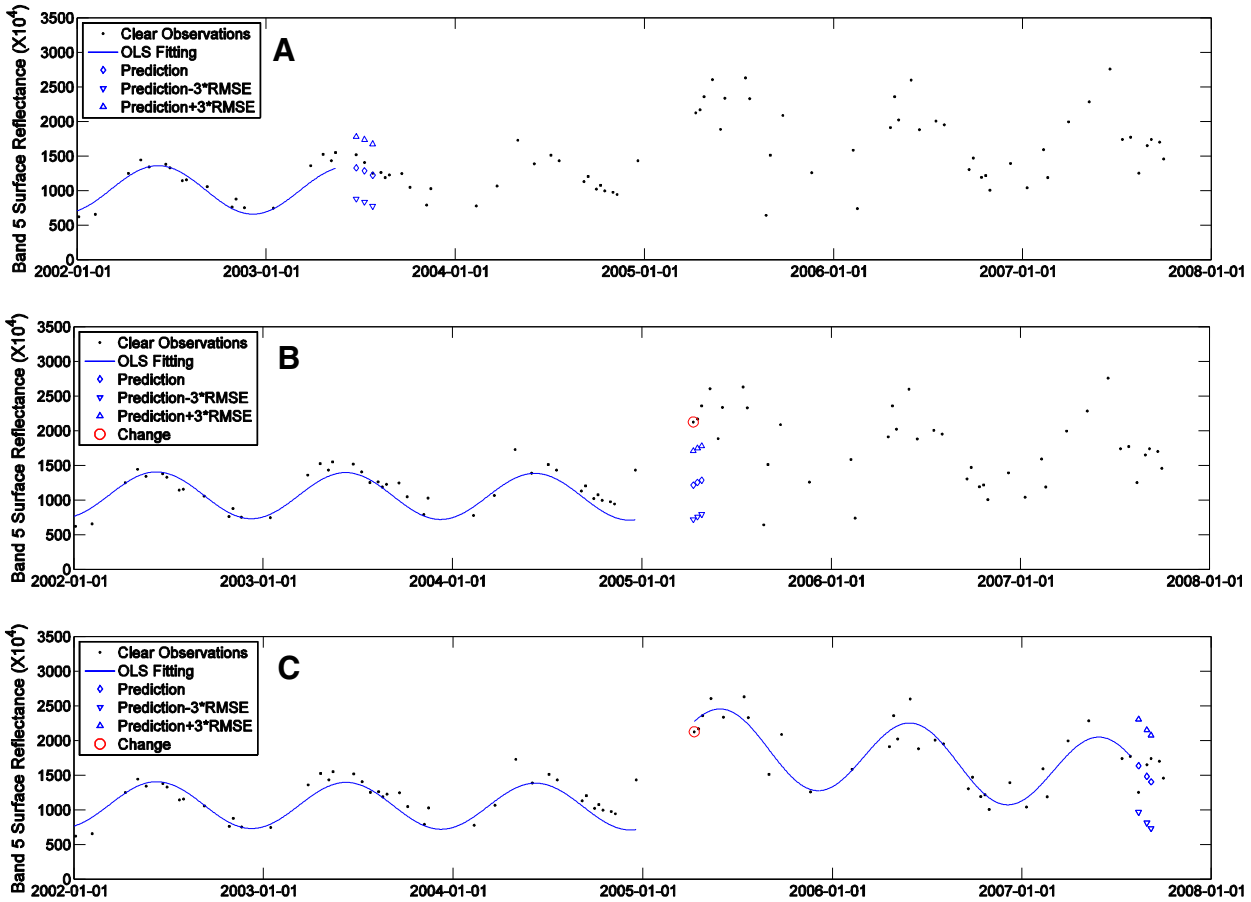 A
Band 5 Surface Reflectance (X10⁴)
3500
3000
2500
2000
1500
1000
500
0
Clear Observations
OLS Fitting
Prediction
Prediction-3*RMSE
Prediction+3*RMSE
2002-01-01
2003-01-01
2004-01-01
2005-01-01
2006-01-01
2007-01-01
2008-01-01
B
Band 5 Surface Reflectance (X10⁴)
3500
3000
2500
2000
1500
1000
500
0
Clear Observations
OLS Fitting
Prediction
Prediction-3*RMSE
Prediction+3*RMSE
Change
2002-01-01
2003-01-01
2004-01-01
2005-01-01
2006-01-01
2007-01-01
2008-01-01
C
Band 5 Surface Reflectance (X10⁴)
3500
3000
2500
2000
1500
1000
500
0
Clear Observations
OLS Fitting
Prediction
Prediction-3*RMSE
Prediction+3*RMSE
Change
2002-01-01
2003-01-01
2004-01-01
2005-01-01
2006-01-01
2007-01-01
2008-01-01